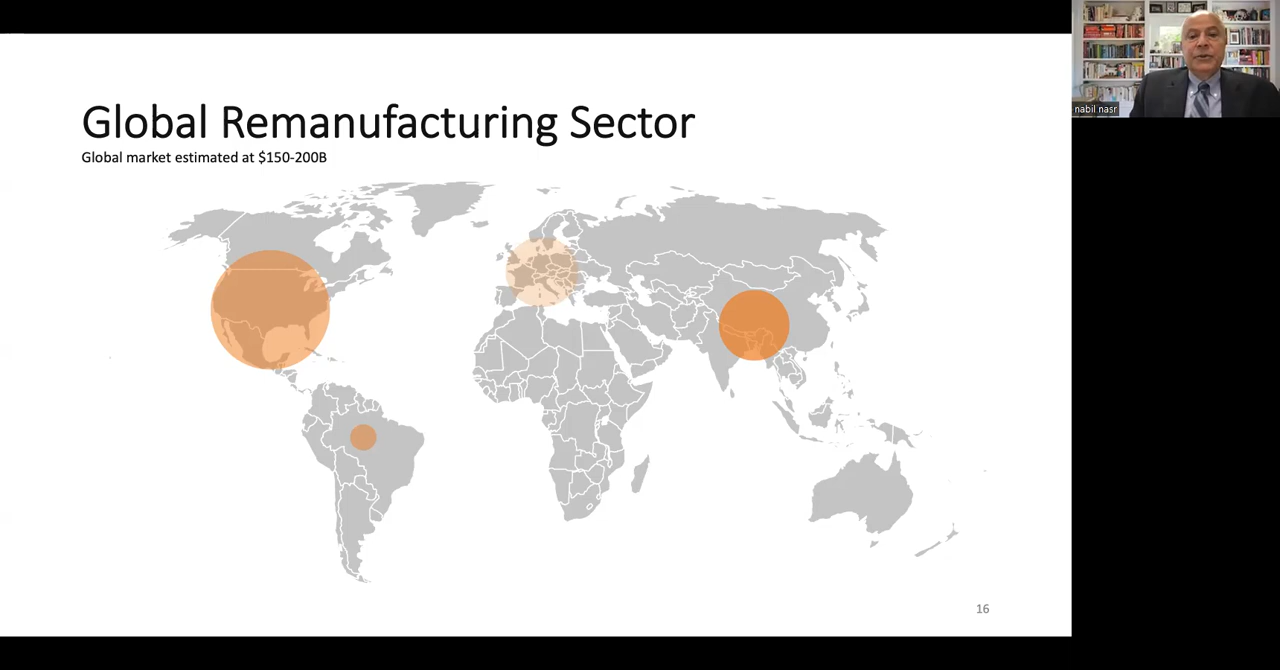 Global Remanufacturing Sector
Global market estimated at $150-200B
nabil nasr
16